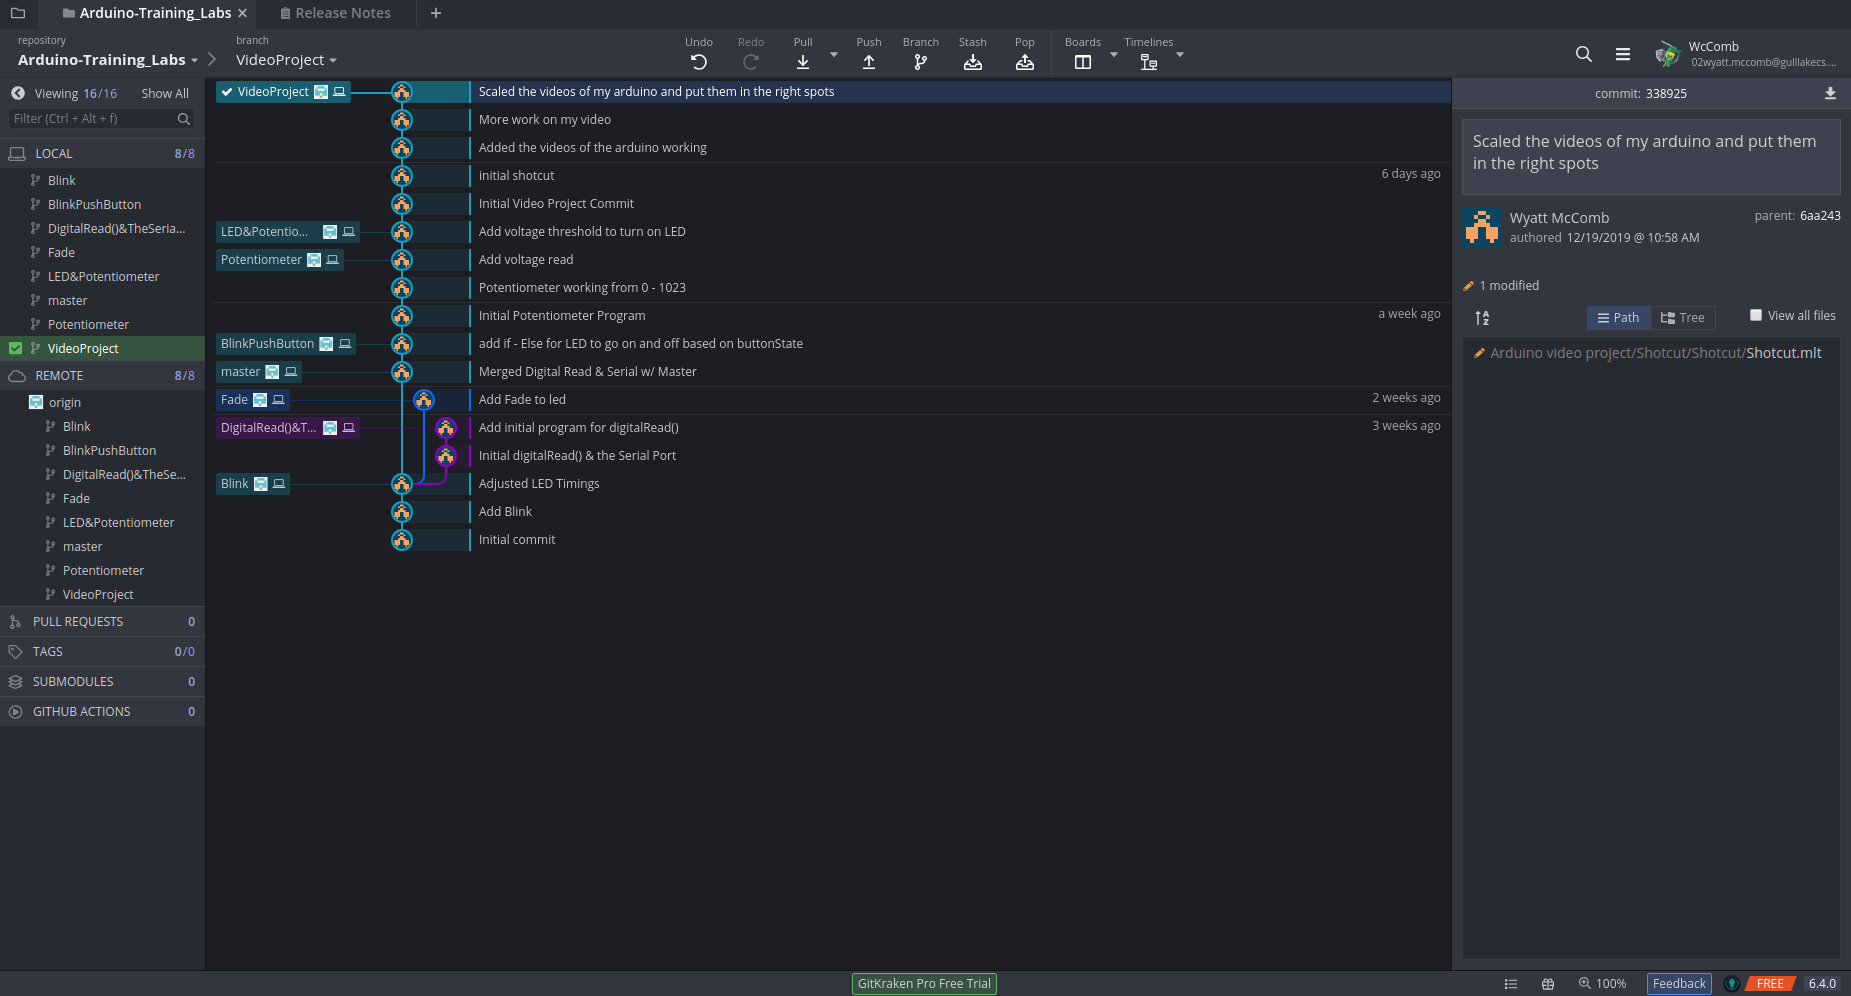 Arduino-Training_Labs
Release Notes
repository
Arduino-Training_Labs
branch
VideoProject
Undo
Redo
Pull
Push
Branch
Stash
Pop
Boards
Timelines
WcComb
02wyatt.mccomb@gulllakecs....
Viewing 16/16 Show All
Filter (Ctrl + Alt + f)
LOCAL 8/8
Blink
BlinkPushButton
DigitalRead()&TheSeria...
Fade
LED&Potentiometer
master
Potentiometer
VideoProject
REMOTE 8/8
origin
Blink
BlinkPushButton
DigitalRead()&TheSe...
Fade
LED&Potentiometer
master
Potentiometer
VideoProject
PULL REQUESTS 0
TAGS 0/0
SUBMODULES 0
GITHUB ACTIONS 0
VideoProject Scaled the videos of my arduino and put them in the right spots
More work on my video
Added the videos of the arduino working
initial shotcut 6 days ago
Initial Video Project Commit
LED&Potentio... Add voltage threshold to turn on LED
Potentiometer Add voltage read
Potentiometer working from 0 - 1023
Initial Potentiometer Program a week ago
BlinkPushButton add if - Else for LED to go on and off based on buttonState
master Merged Digital Read & Serial w/ Master
Fade Add Fade to led 2 weeks ago
DigitalRead()&T... Add initial program for digitalRead() 3 weeks ago
Initial digitalRead() & the Serial Port
Blink Adjusted LED Timings
Add Blink
Initial commit
commit: 338925
Scaled the videos of my arduino and put them
in the right spots
Wyatt McComb
parent: 6aa243
authored 12/19/2019 @ 10:58 AM
1 modified
Path Tree View all files
Arduino video project/Shotcut/Shotcut/Shotcut.mlt
GitKraken Pro Free Trial
100%
Feedback
FREE
6.4.0